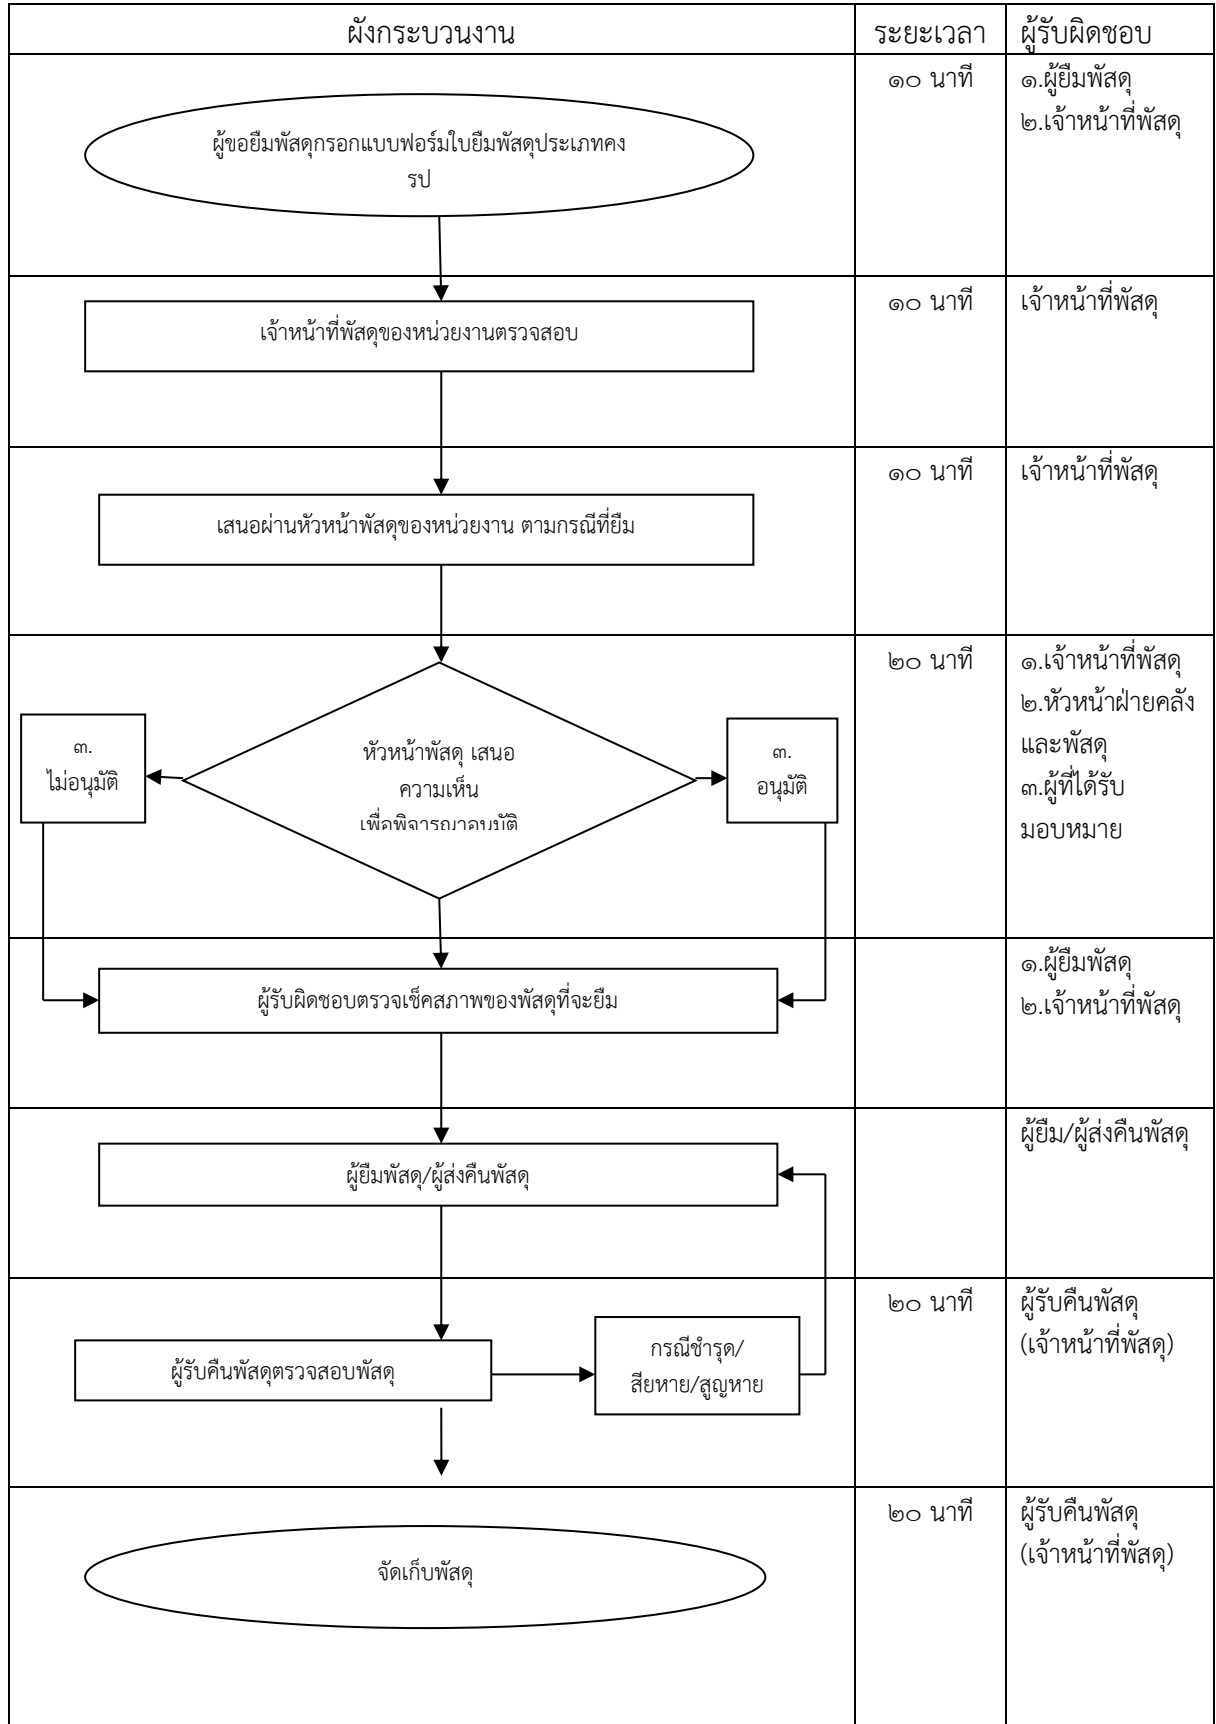 ผังกระบวนงาน ระยะเวลา ผู้รับผิดชอบ
ผู้ขอยืมพัสดุกรอกแบบฟอร์มใบยืมพัสดุประเภทคง
รูป
๑๐ นาที
๑.ผู้ยืมพัสดุ
๒.เจ้าหน้าที่พัสดุ
เจ้าหน้าที่พัสดุของหน่วยงานตรวจสอบ
๑๐ นาที
เจ้าหน้าที่พัสดุ
เสนอผ่านหัวหน้าพัสดุของหน่วยงาน ตามกรณีที่ยืม
๑๐ นาที
เจ้าหน้าที่พัสดุ
๓.
ไม่อนุมัติ
หัวหน้าพัสดุ เสนอ
ความเห็น
เพื่อพิจารณาอนุมัติ
๓.
อนุมัติ
๒๐ นาที
๑.เจ้าหน้าที่พัสดุ
๒.หัวหน้าฝ่ายคลัง
และพัสดุ
๓.ผู้ที่ได้รับ
มอบหมาย
ผู้รับผิดชอบตรวจเช็คสภาพของพัสดุที่จะยืม
๑.ผู้ยืมพัสดุ
๒.เจ้าหน้าที่พัสดุ
ผู้ยืมพัสดุ/ผู้ส่งคืนพัสดุ
ผู้ยืม/ผู้ส่งคืนพัสดุ
ผู้รับคืนพัสดุตรวจสอบพัสดุ
กรณีชำรุด/
สียหาย/สูญหาย
๒๐ นาที
ผู้รับคืนพัสดุ
(เจ้าหน้าที่พัสดุ)
จัดเก็บพัสดุ
๒๐ นาที
ผู้รับคืนพัสดุ
(เจ้าหน้าที่พัสดุ)